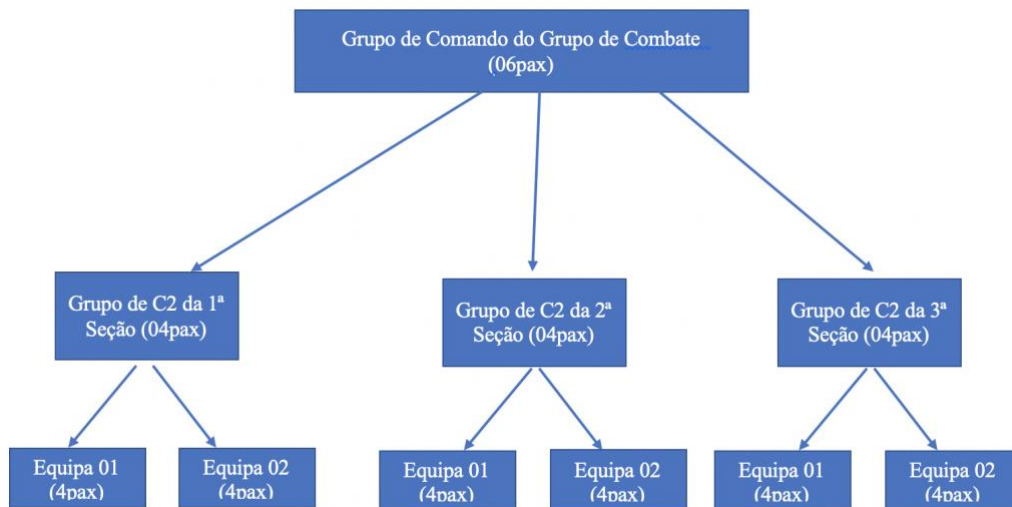 Grupo de Comando do Grupo de Combate
(06pax)
Grupo de C2 da 1ª
Seção (04pax)
Grupo de C2 da 2ª
Seção (04pax)
Grupo de C2 da 3ª
Seção (04pax)
Equipa 01
(4pax)
Equipa 02
(4pax)
Equipa 01
(4pax)
Equipa 02
(4pax)
Equipa 01
(4pax)
Equipa 02
(4pax)